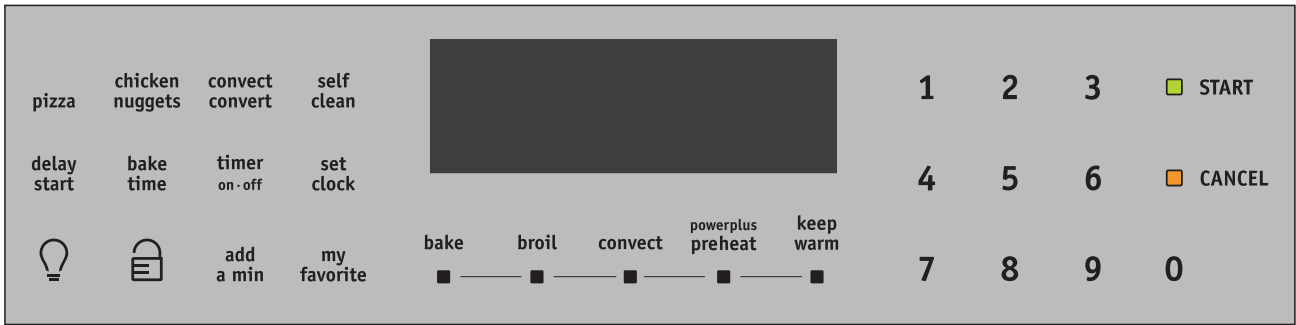 pizza
chicken
nuggets
convect
convert
self
clean
delay
start
bake
time
timer
on·off
set
clock
add
a min
my
favorite
bake
broil
convect
powerplus
preheat
keep
warm
1 2 3
START
4 5 6
CANCEL
7 8 9 0